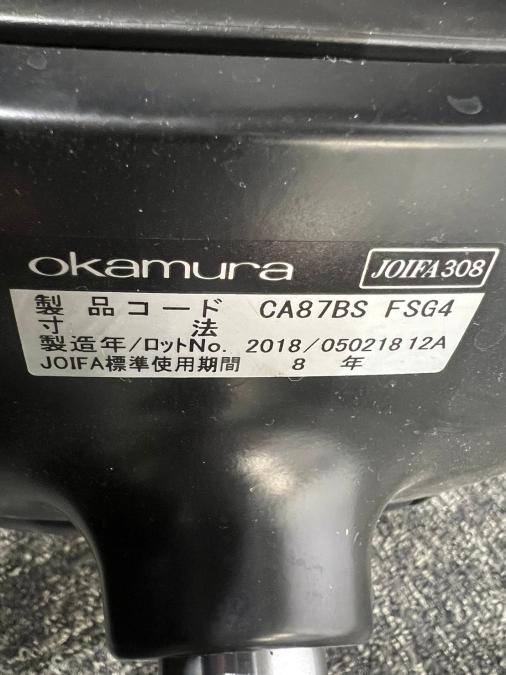 okamura
JOIFA308
製品コード CA87BS FSG4
寸法
製造年/ロットNo. 2018/05021812A
JOIFA標準使用期間 8 年